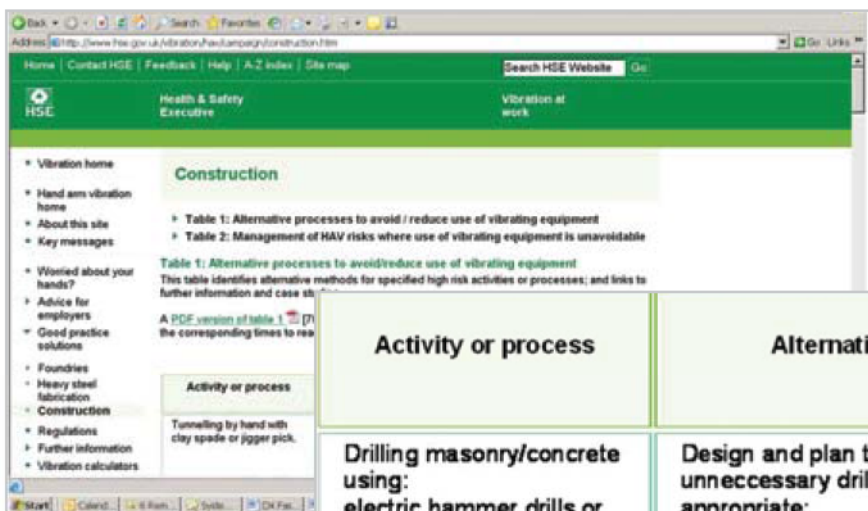 Back
Search Favorites
Address http://www.hse.gov.uk/vibration/hav/campaign/construction.htm Go Links
Home | Contact HSE | Feedback | Help | A-Z index | Site map Search HSE Website Go
HSE
Health & Safety
Executive
Vibration at
work
Vibration home
Hand arm vibration
home
About this site
Key messages
Worried about your
hands?
Advice for
employers
Good practice
solutions
Foundries
Heavy steel
fabrication
Construction
Regulations
Further information
Vibration calculators
Construction
Table 1: Alternative processes to avoid / reduce use of vibrating equipment
Table 2: Management of HAV risks where use of vibrating equipment is unavoidable
Table 1: Alternative processes to avoid/reduce use of vibrating equipment
This table identifies alternative methods for specified high risk activities or processes; and links to
further information and case
A PDF version of table 1
the corresponding times to rea
Activity or process
Tunnelling by hand with
clay spade or jigger pick.
Activity or process
Alternati
Drilling masonry/concrete
using:
electric hammer drills or
Design and plan t
unneccessary dril
appropriate:
Start Calend... Rem...